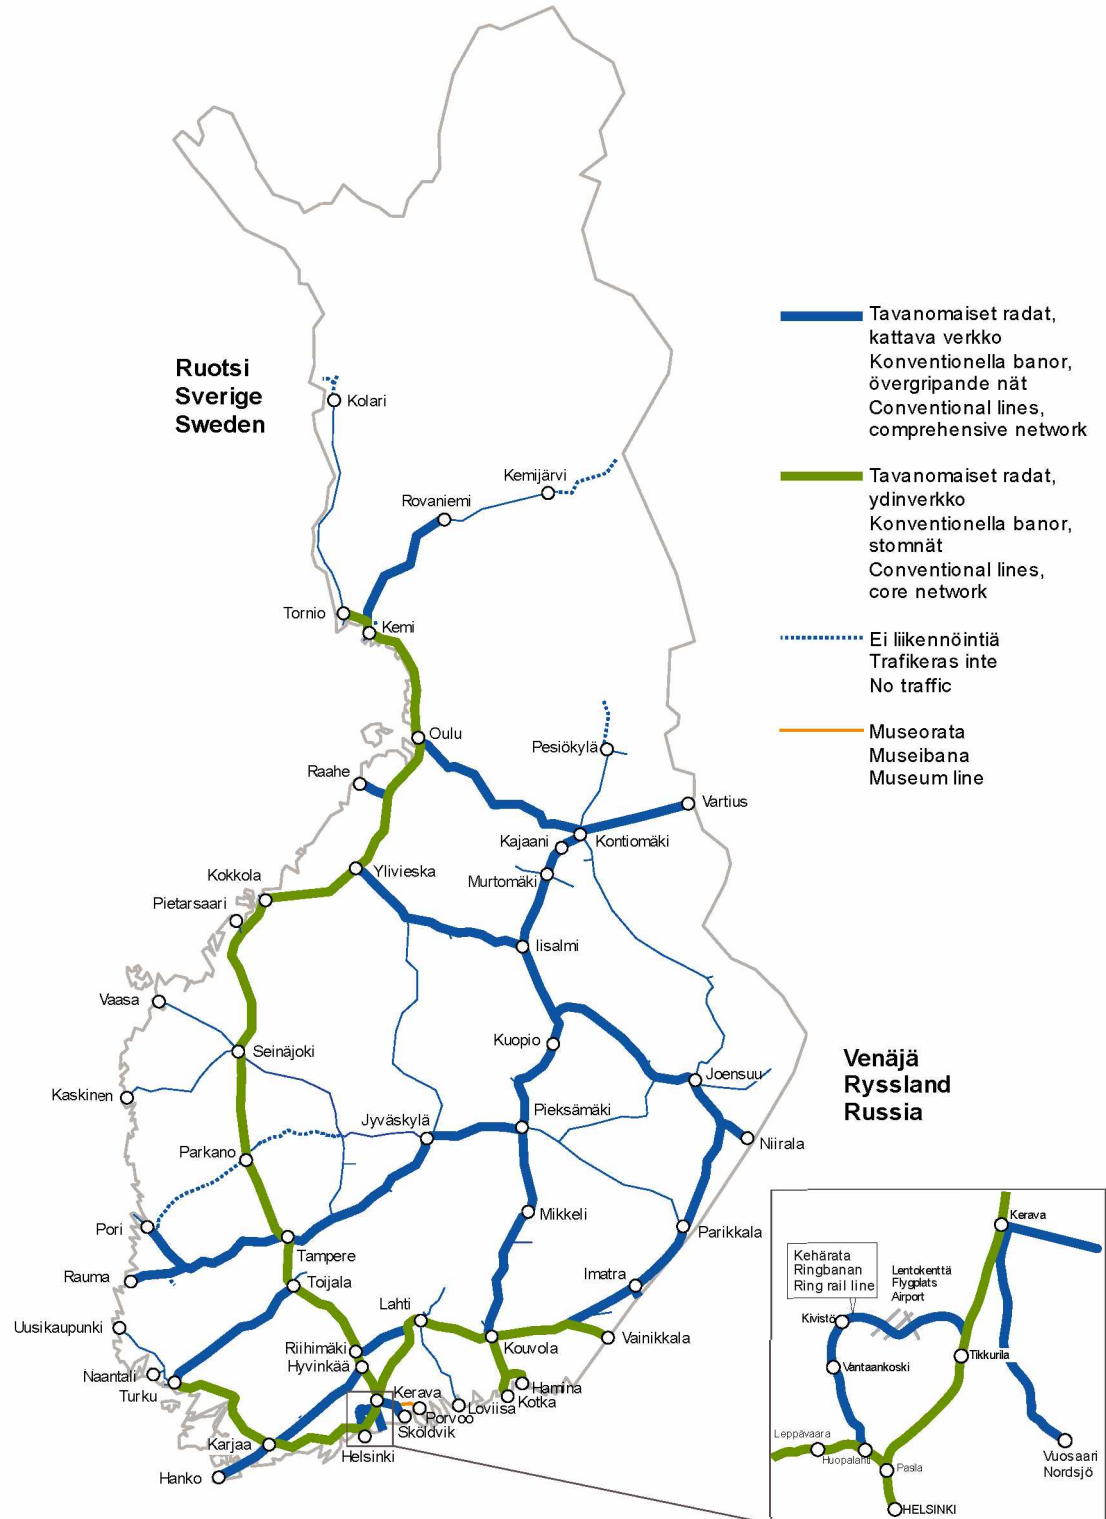 Ruotsi
Sverige
Sweden
Tavanomaiset radat,
kattava verkko
Konventionella banor,
övergripande nät
Conventional lines,
comprehensive network
Tavanomaiset radat,
ydinverkko
Konventionella banor,
stomnät
Conventional lines,
core network
Ei liikennöintiä
Trafikeras inte
No traffic
Museorata
Museibana
Museum line
Kolari
Kemijärvi
Rovaniemi
Tornio
Kemi
Oulu
Pesiökylä
Raahe
Vartius
Kajaani
Kontiomäki
Ylivieska
Murtomäki
Kokkola
Pietarsaari
Iisalmi
Vaasa
Kuopio
Seinäjoki
Joensuu
Venäjä
Ryssland
Russia
Kaskinen
Jyväskylä
Pieksämäki
Niirala
Parkano
Pori
Mikkeli
Parikkala
Tampere
Rauma
Toijala
Imatra
Lahti
Uusikaupunki
Riihimäki
Kouvola
Vainikkala
Hyvinkää
Naantali
Turku
Hamina
Kotka
Kerava
Loviisa
Porvoo
Sköldvik
Karjaa
Helsinki
Hanko
Kerava
Kehärata
Ringbanan
Ring rail line
Lentokenttä
Flygplats
Airport
Kivistö
Vantaankoski
Tikkurila
Leppävaara
Huopalahti
Pasila
Vuosaari
Nordsjö
HELSINKI